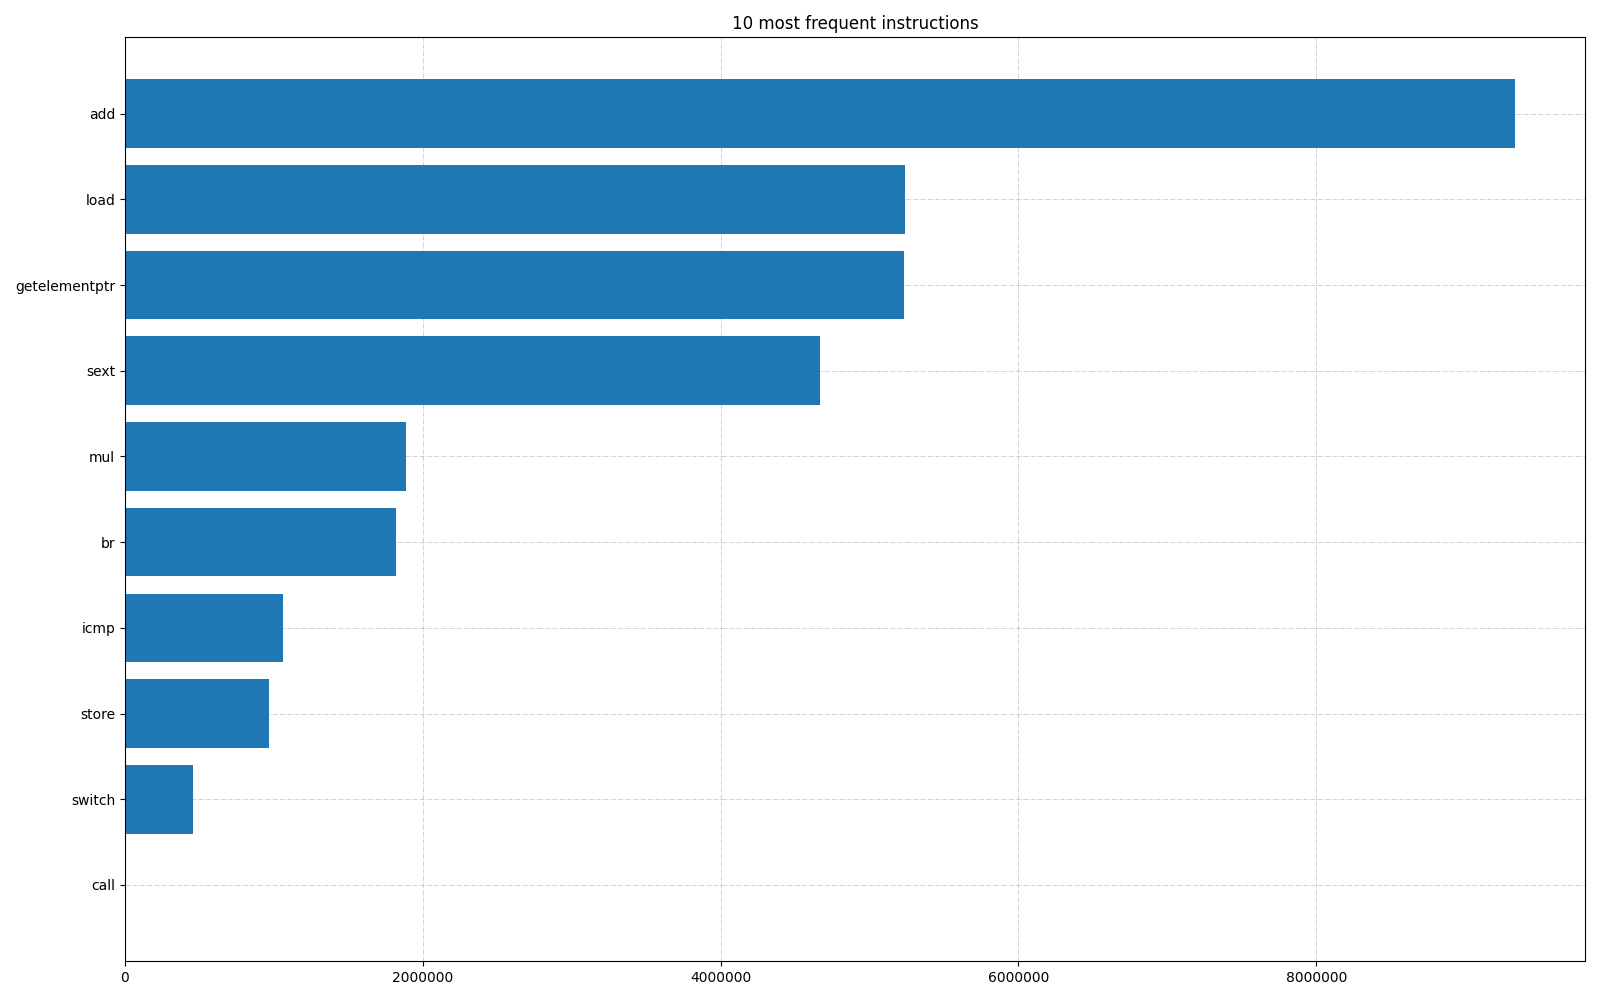 10 most frequent instructions
add
load
getelementptr
sext
mul
br
icmp
store
switch
call
0 2000000 4000000 6000000 8000000